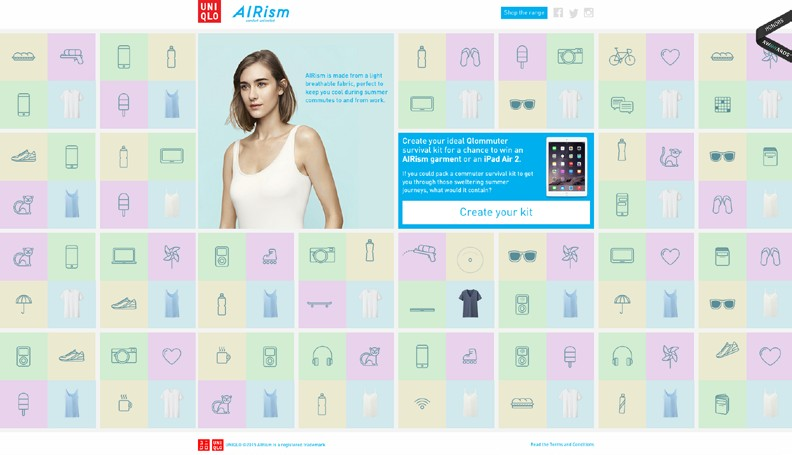 UNI
QLO
AIRism
Shop the range
HONORS
AWWWARDS
AIRism is made from a light
breathable fabric, perfect to
keep you cool during summer
commutes to and from work.
Create your ideal Qlommuter
survival kit for a chance to win an
AIRism garment or an iPad Air 2.
If you could pack a commuter survival kit to get
you through those sweltering summer
journeys, what would it contain?
Create your kit
UNI
QLO
UNIQLO © 2015 AIRism is a registered trademark
Read the Terms and Conditions